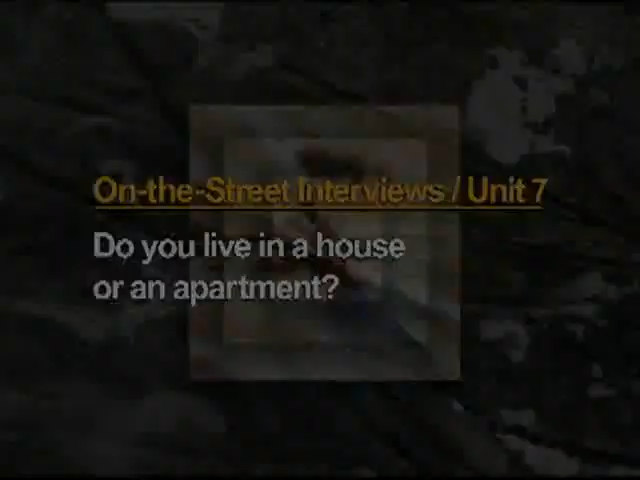 On-the-Street Interviews / Unit 7
Do you live in a house
or an apartment?